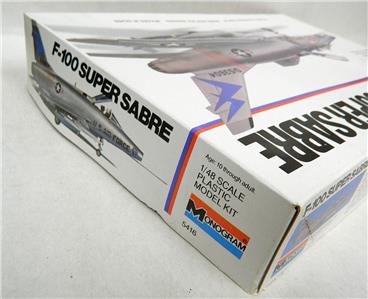 F-100 SUPER SABRE
Age: 10 through adult.
1/48 SCALE
PLASTIC
MODEL KIT
MONOGRAM
5416
SUPER SABRE
F-100 SUPER SABRE